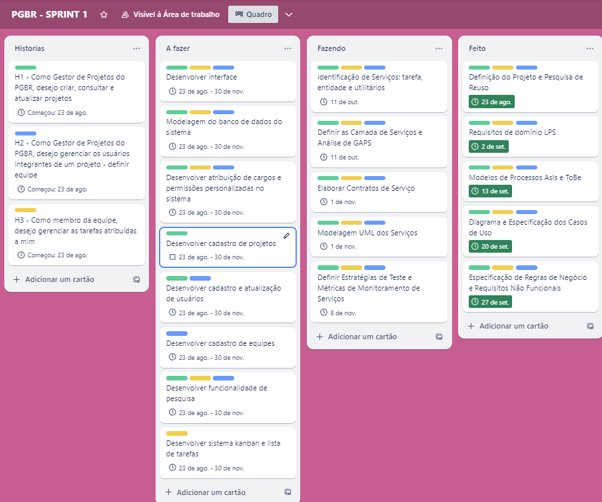 PGBR - SPRINT 1
Visível à Área de trabalho
Quadro
Historias
H1 - Como Gestor de Projetos do
PGBR, desejo criar, consultar e
atualizar projetos
Começou: 23 de ago.
H2 - Como Gestor de Projetos do
PGBR, desejo gerenciar os usuários
integrantes de um projeto - definir
equipe
Começou: 23 de ago.
H3 - Como membro da equipe,
desejo gerenciar as tarefas atribuídas
a mim
Começou: 23 de ago.
Adicionar um cartão
A fazer
Desenvolver interface
23 de ago. - 30 de nov.
Modelagem do banco de dados do
sistema
23 de ago. - 30 de nov.
Desenvolver atribuição de cargos e
permissões personalizadas no
sistema
23 de ago. - 30 de nov.
Desenvolver cadastro de projetos
23 de ago. - 30 de nov.
Desenvolver cadastro e atualização
de usuários
23 de ago. - 30 de nov.
Desenvolver cadastro de equipes
23 de ago. - 30 de nov.
Desenvolver funcionalidade de
pesquisa
23 de ago. - 30 de nov.
Desenvolver sistema kanban e lista
de tarefas
23 de ago. - 30 de nov.
Adicionar um cartão
Fazendo
Identificação de Serviços: tarefa,
entidade e utilitários
11 de out.
Definir as Camada de Serviços e
Análise de GAPS
11 de out.
Elaborar Contratos de Serviço
1 de nov.
Modelagem UML dos Serviços
1 de nov.
Definir Estratégias de Teste e
Métricas de Monitoramento de
Serviços
8 de nov.
Adicionar um cartão
Feito
Definição do Projeto e Pesquisa de
Reuso
23 de ago.
Requisitos de domínio LPS
2 de set.
Modelos de Processos AsIs e ToBe
13 de set.
Diagrama e Especificação dos Casos
de Uso
20 de set.
Especificação de Regras de Negócio
e Requisitos Não Funcionais
27 de set.
Adicionar um cartão